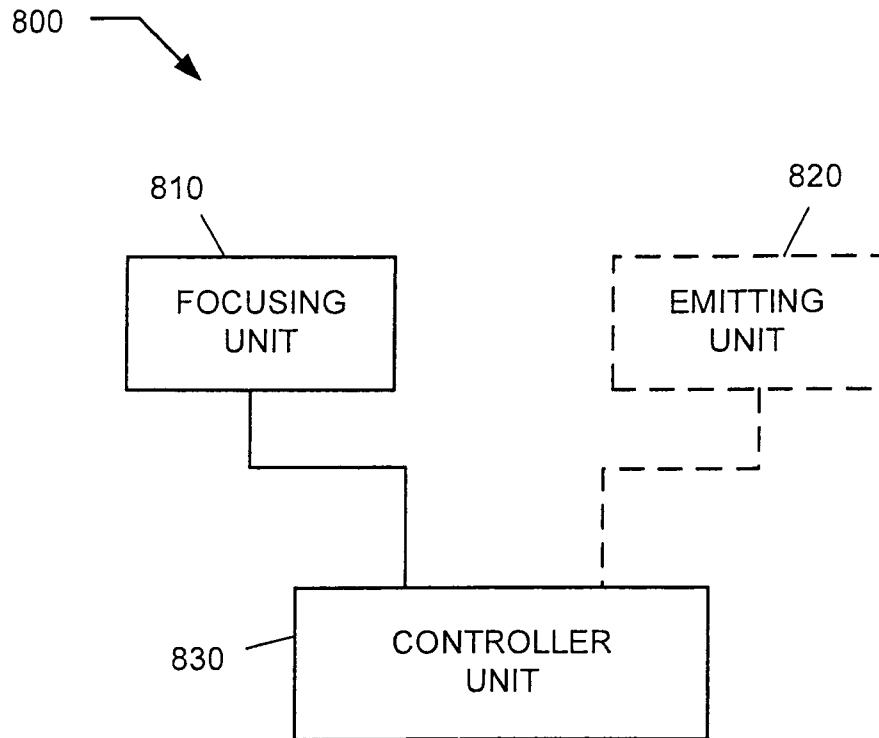 800
810
820
FOCUSING
UNIT
EMITTING
UNIT
830
CONTROLLER
UNIT